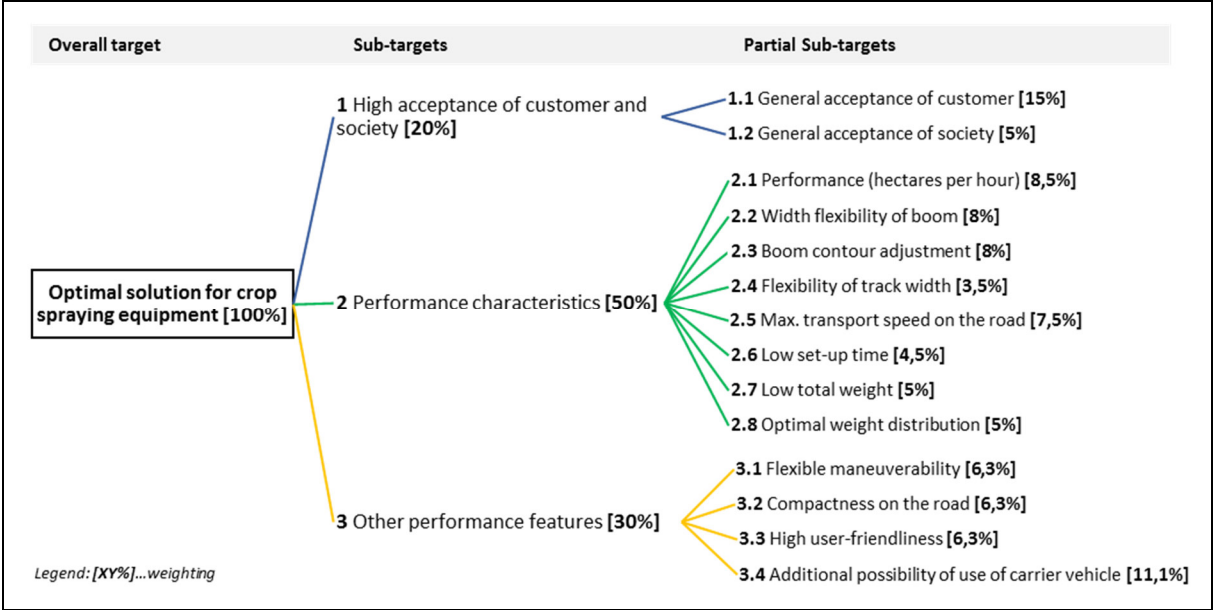 Overall target
Sub-targets
Partial Sub-targets
Optimal solution for crop
spraying equipment [100%]
1 High acceptance of customer and
society [20%]
1.1 General acceptance of customer [15%]
1.2 General acceptance of society [5%]
2 Performance characteristics [50%]
2.1 Performance (hectares per hour) [8,5%]
2.2 Width flexibility of boom [8%]
2.3 Boom contour adjustment [8%]
2.4 Flexibility of track width [3,5%]
2.5 Max. transport speed on the road [7,5%]
2.6 Low set-up time [4,5%]
2.7 Low total weight [5%]
2.8 Optimal weight distribution [5%]
3 Other performance features [30%]
3.1 Flexible maneuverability [6,3%]
3.2 Compactness on the road [6,3%]
3.3 High user-friendliness [6,3%]
3.4 Additional possibility of use of carrier vehicle [11,1%]
Legend: [XY%]...weighting